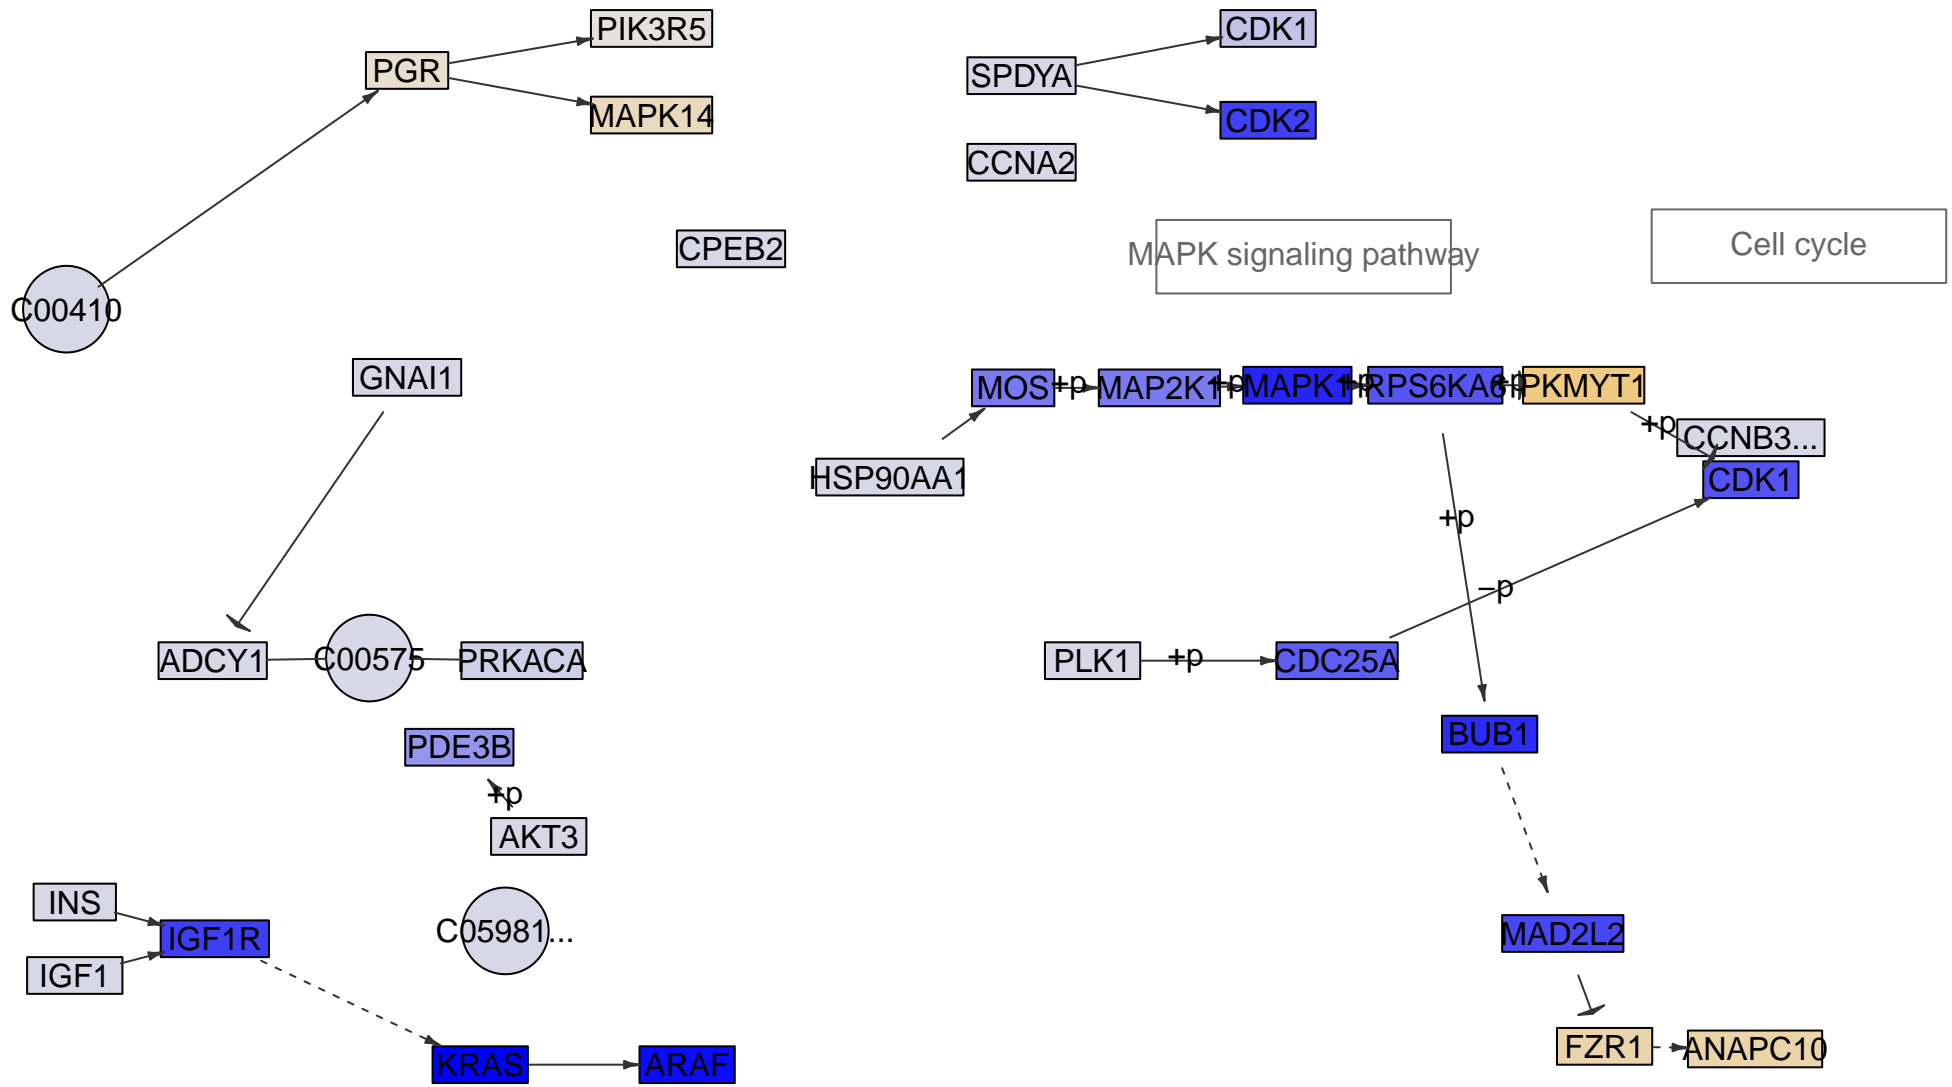 PIK3R5
CDK1
PGR
SPDYA
MAPK14
CDK2
CCNA2
CPEB2
MAPK signaling pathway
Cell cycle
C00410
GNAI1
MOS
+p
MAP2K1
+p
MAPK1
+p
RPS6KA6
+p
PKMYT1
+p
CCNB3...
HSP90AA1
CDK1
+p
–p
ADCY1
C00575
PRKACA
PLK1
+p
CDC25A
BUB1
PDE3B
+p
AKT3
INS
IGF1R
C05981...
MAD2L2
IGF1
FZR1
ANAPC10
KRAS
ARAF